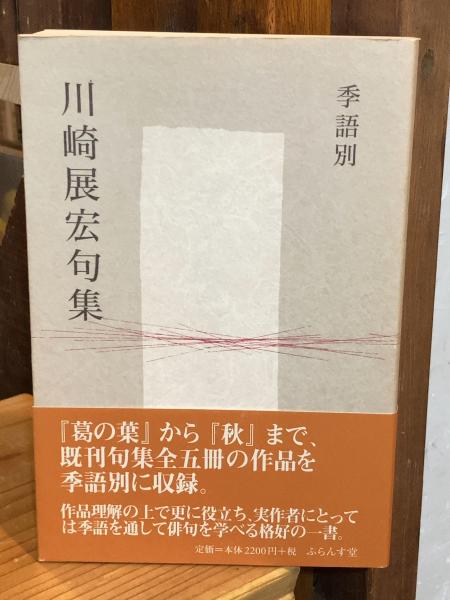 季語別
川崎展宏句集
『葛の葉』から『秋』まで、
既刊句集全五冊の作品を
季語別に収録。
作品理解の上で更に役立ち、実作者にとって
は季語を通して俳句を学べる格好の一書。
定価＝本体2200円＋税 ふらんす堂